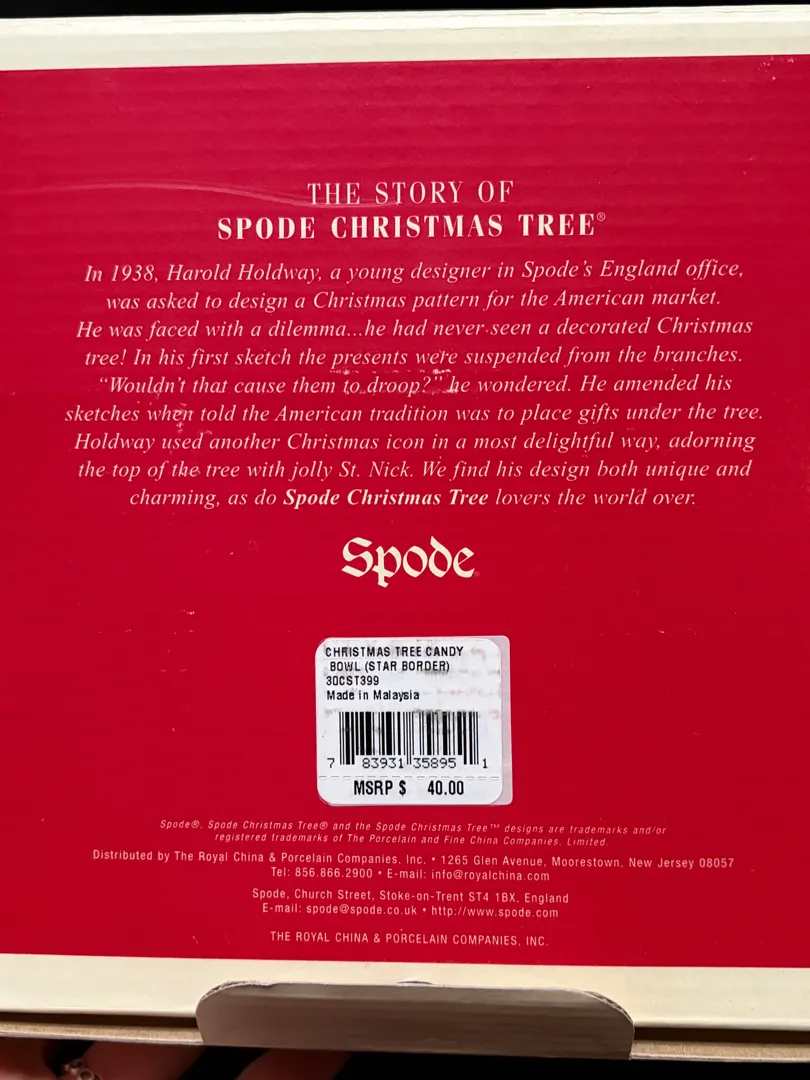 THE STORY OF
SPODE CHRISTMAS TREE®
In 1938, Harold Holdway, a young designer in Spode's England office,
was asked to design a Christmas pattern for the American market.
He was faced with a dilemma...he had never seen a decorated Christmas
tree! In his first sketch the presents were suspended from the branches.
"Wouldn't that cause them to droop?" he wondered. He amended his
sketches when told the American tradition was to place gifts under the tree.
Holdway used another Christmas icon in a most delightful way, adorning
the top of the tree with jolly St. Nick. We find his design both unique and
charming, as do Spode Christmas Tree lovers the world over.
Spode
CHRISTMAS TREE CANDY
BOWL (STAR BORDER)
30CST399
Made in Malaysia
7 83931 35895 1
MSRP $ 40.00
Spode®, Spode Christmas Tree® and the Spode Christmas Tree™ designs are trademarks and/or
registered trademarks of The Porcelain and Fine China Companies, Limited.
Distributed by The Royal China & Porcelain Companies, Inc. • 1265 Glen Avenue, Moorestown, New Jersey 08057
Tel: 856.866.2900 • E-mail: info@royalchina.com
Spode, Church Street, Stoke-on-Trent ST4 1BX, England
E-mail: spode@spode.co.uk • http://www.spode.com
THE ROYAL CHINA & PORCELAIN COMPANIES, INC.